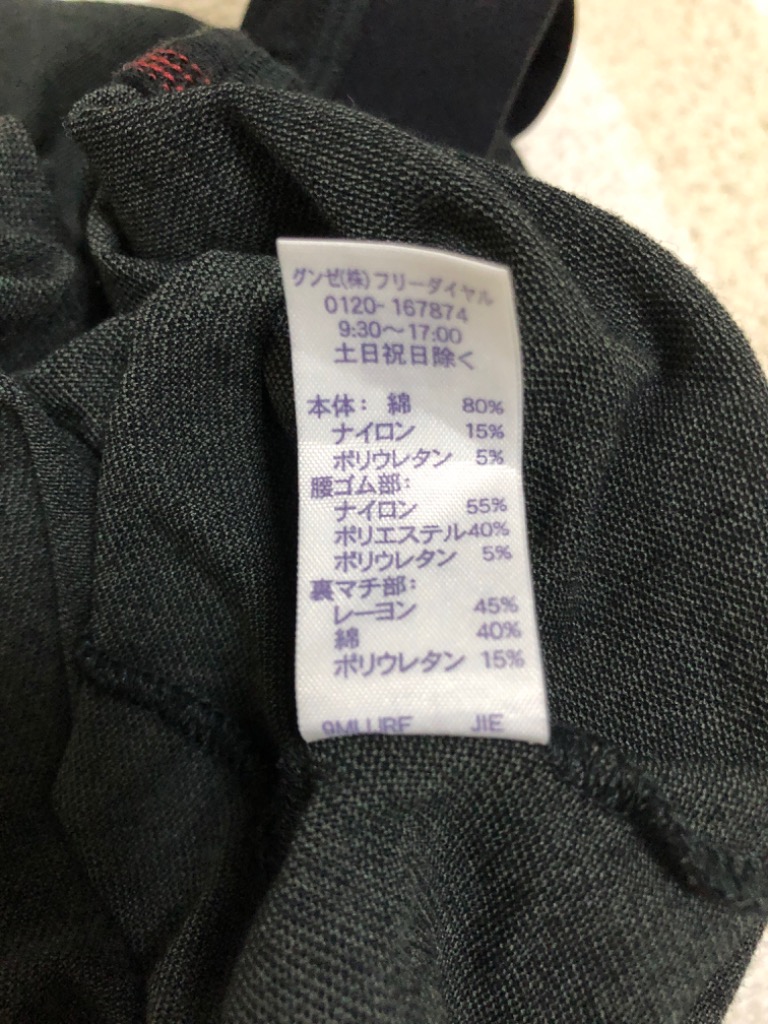 グンゼ(株)フリーダイヤル
0120-167874
9:30〜17:00
土日祝日除く
本体: 綿 80%
ナイロン 15%
ポリウレタン 5%
腰ゴム部:
ナイロン 55%
ポリエステル40%
ポリウレタン 5%
裏マチ部:
レーヨン 45%
綿 40%
ポリウレタン 15%
JIE